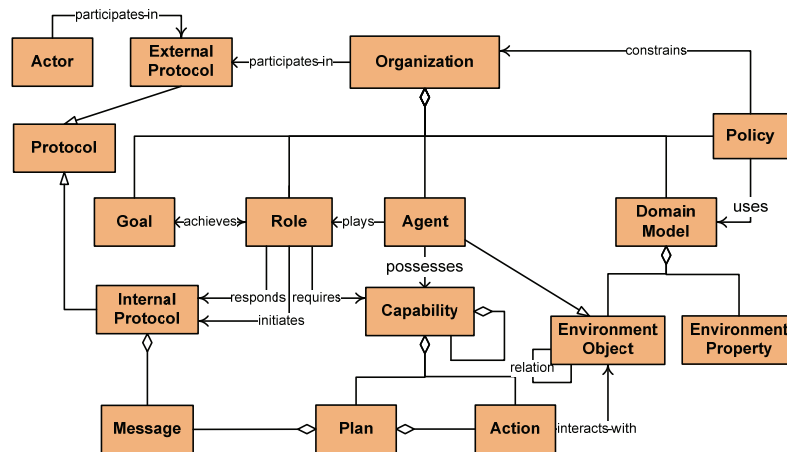 participates in
Actor
External
Protocol
participates in
Organization
constrains
Protocol
Policy
Goal
achieves
Role
plays
Agent
Domain
Model
uses
possesses
Internal
Protocol
responds
requires
initiates
Capability
Environment
Object
Environment
Property
relation
Message
Plan
Action
interacts with